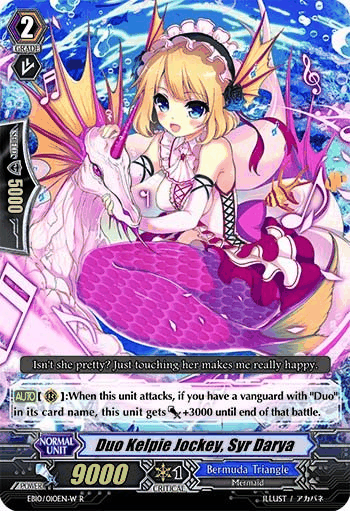 2
GRADE
SHIELD
5000
Isn't she pretty? Just touching her makes me really happy.
AUTO [ ]:When this unit attacks, if you have a vanguard with "Duo"
in its card name, this unit gets +3000 until end of that battle.
NORMAL
UNIT
Duo Kelpie Jockey, Syr Darya
POWER
9000
1
CRITICAL
Bermuda Triangle
Mermaid
EB10/010EN-W R
ILLUST / アカバネ